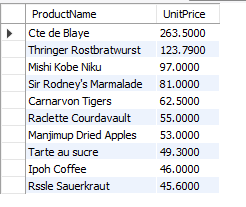 ProductName UnitPrice
Cte de Blaye 263.5000
Thringer Rostbratwurst 123.7900
Mishi Kobe Niku 97.0000
Sir Rodney's Marmalade 81.0000
Carnarvon Tigers 62.5000
Raclette Courdavault 55.0000
Manjimup Dried Apples 53.0000
Tarte au sucre 49.3000
Ipoh Coffee 46.0000
Rssle Sauerkraut 45.6000